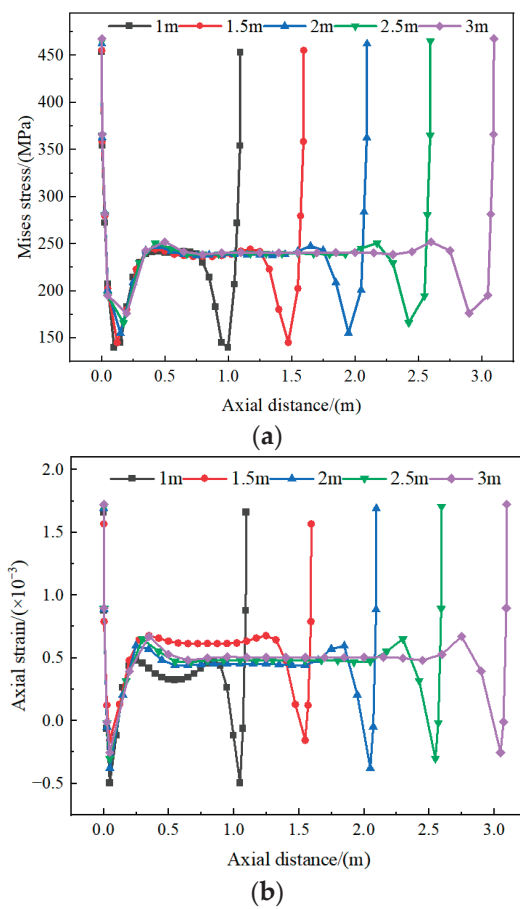 (a)
1m 1.5m 2m 2.5m 3m
450
400
350
300
250
200
150
Mises stress/(MPa)
0.0 0.5 1.0 1.5 2.0 2.5 3.0
Axial distance/(m)
(a)
1m 1.5m 2m 2.5m 3m
2.0
1.5
1.0
0.5
0.0
−0.5
Axial strain/(×10⁻³)
0.0 0.5 1.0 1.5 2.0 2.5 3.0
Axial distance/(m)
(b)